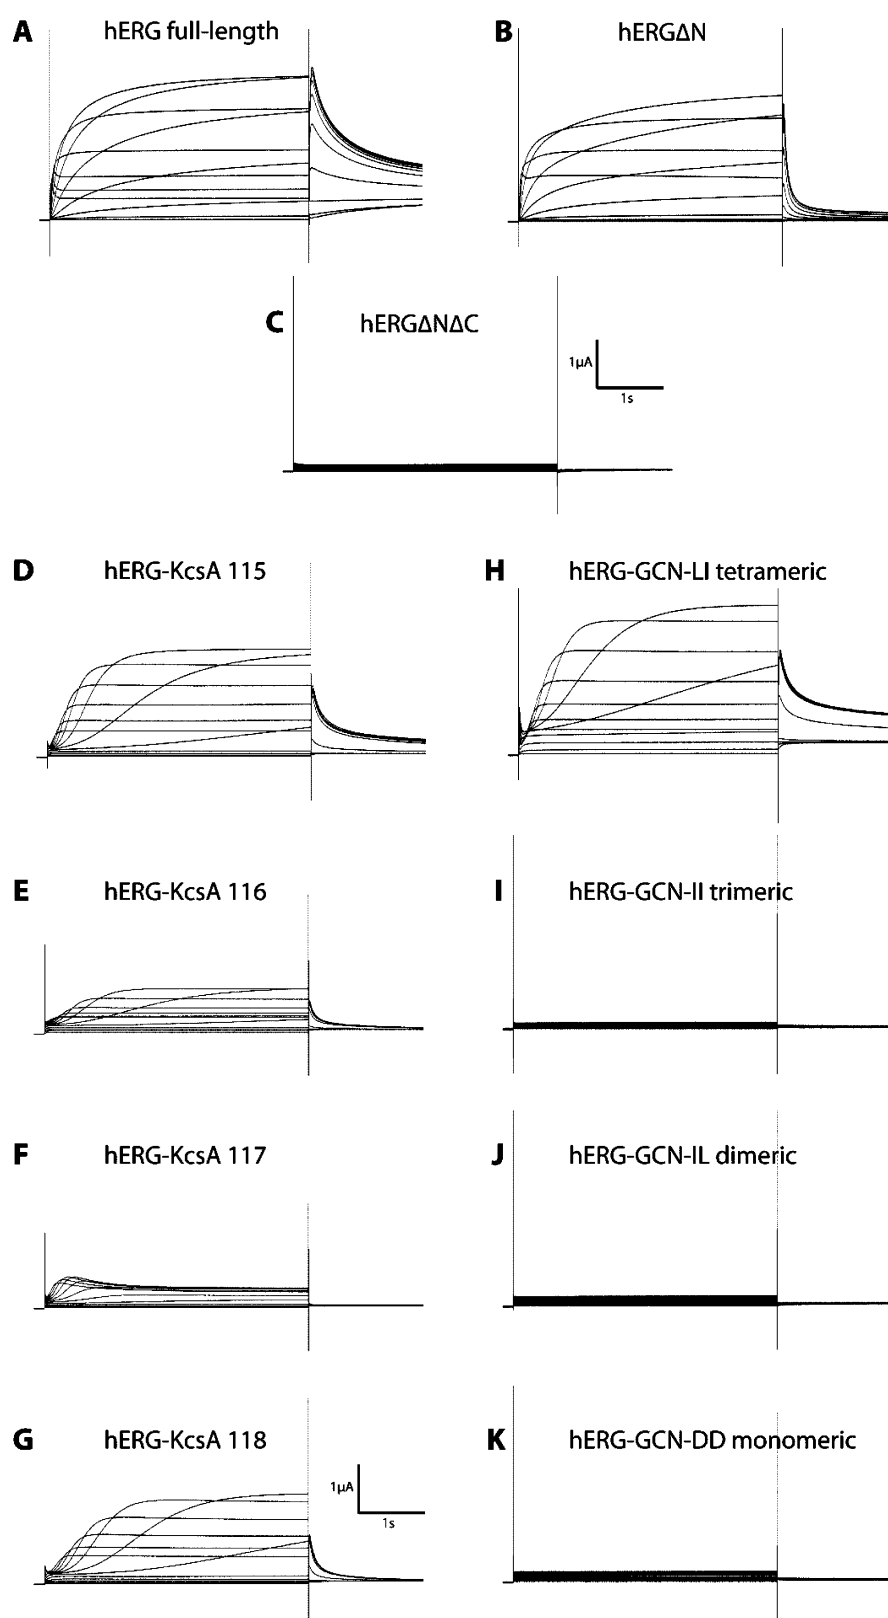 A hERG full-length
B hERGΔN
C hERGΔNΔC
1µA
1s
D hERG-KcsA 115
H hERG-GCN-LI tetrameric
E hERG-KcsA 116
I hERG-GCN-II trimeric
F hERG-KcsA 117
J hERG-GCN-IL dimeric
G hERG-KcsA 118
1µA
1s
K hERG-GCN-DD monomeric